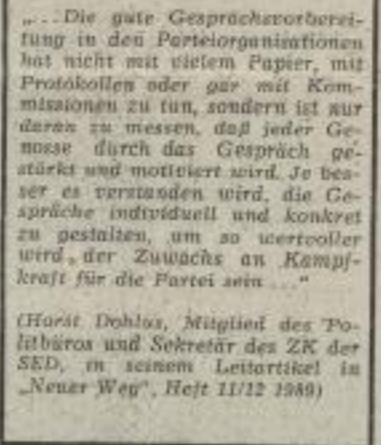 „...Die gute Gesprächsvorberei-
tung in den Parteiorganisationen
hat nicht mit vielem Papier, mit
Protokollen oder gar mit Kom-
missionen zu tun, sondern ist nur
daran zu messen, daß jeder Ge-
nosse durch das Gespräch ge-
stärkt und motiviert wird. Je bes-
ser es verstanden wird, die Ge-
spräche individuell und konkret
zu gestalten, um so wertvoller
wird der Zuwachs an Kampf-
kraft für die Partei sein ...“
(Horst Dohlus, Mitglied des Po-
litbüros und Sekretär des ZK der
SED, in seinem Leitartikel in
„Neuer Weg“, Heft 11/12 1989)